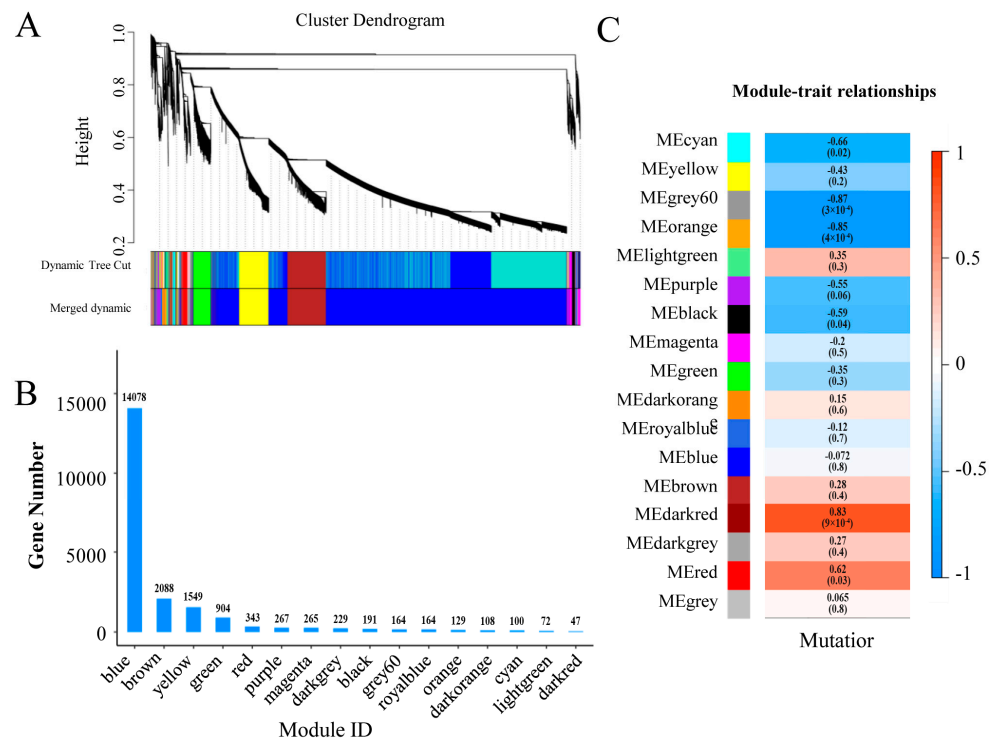 A
Cluster Dendrogram
Height
1.0
0.8
0.6
0.4
0.2
Dynamic Tree Cut
Merged dynamic
B
Gene Number
15000
10000
5000
0
14078
2088
1549
904
343
267
265
229
191
164
164
129
108
100
72
47
blue
brown
yellow
green
red
purple
magenta
darkgrey
black
grey60
royalblue
orange
darkorange
cyan
lightgreen
darkred
Module ID
C
Module-trait relationships
MEcyan
-0.66
(0.02)
MEyellow
-0.43
(0.2)
MEgrey60
-0.87
(3×10⁻⁴)
MEorange
-0.85
(4×10⁻⁴)
MElightgreen
0.35
(0.3)
MEpurple
-0.55
(0.06)
MEblack
-0.59
(0.04)
MEmagenta
-0.2
(0.5)
MEgreen
-0.35
(0.3)
MEdarkorang
e
0.15
(0.6)
MEroyalblue
-0.12
(0.7)
MEblue
-0.072
(0.8)
MEbrown
0.28
(0.4)
MEdarkred
0.83
(9×10⁻⁴)
MEdarkgrey
0.27
(0.4)
MEred
0.62
(0.03)
MEgrey
0.065
(0.8)
Mutatior
1
0.5
0
-0.5
-1